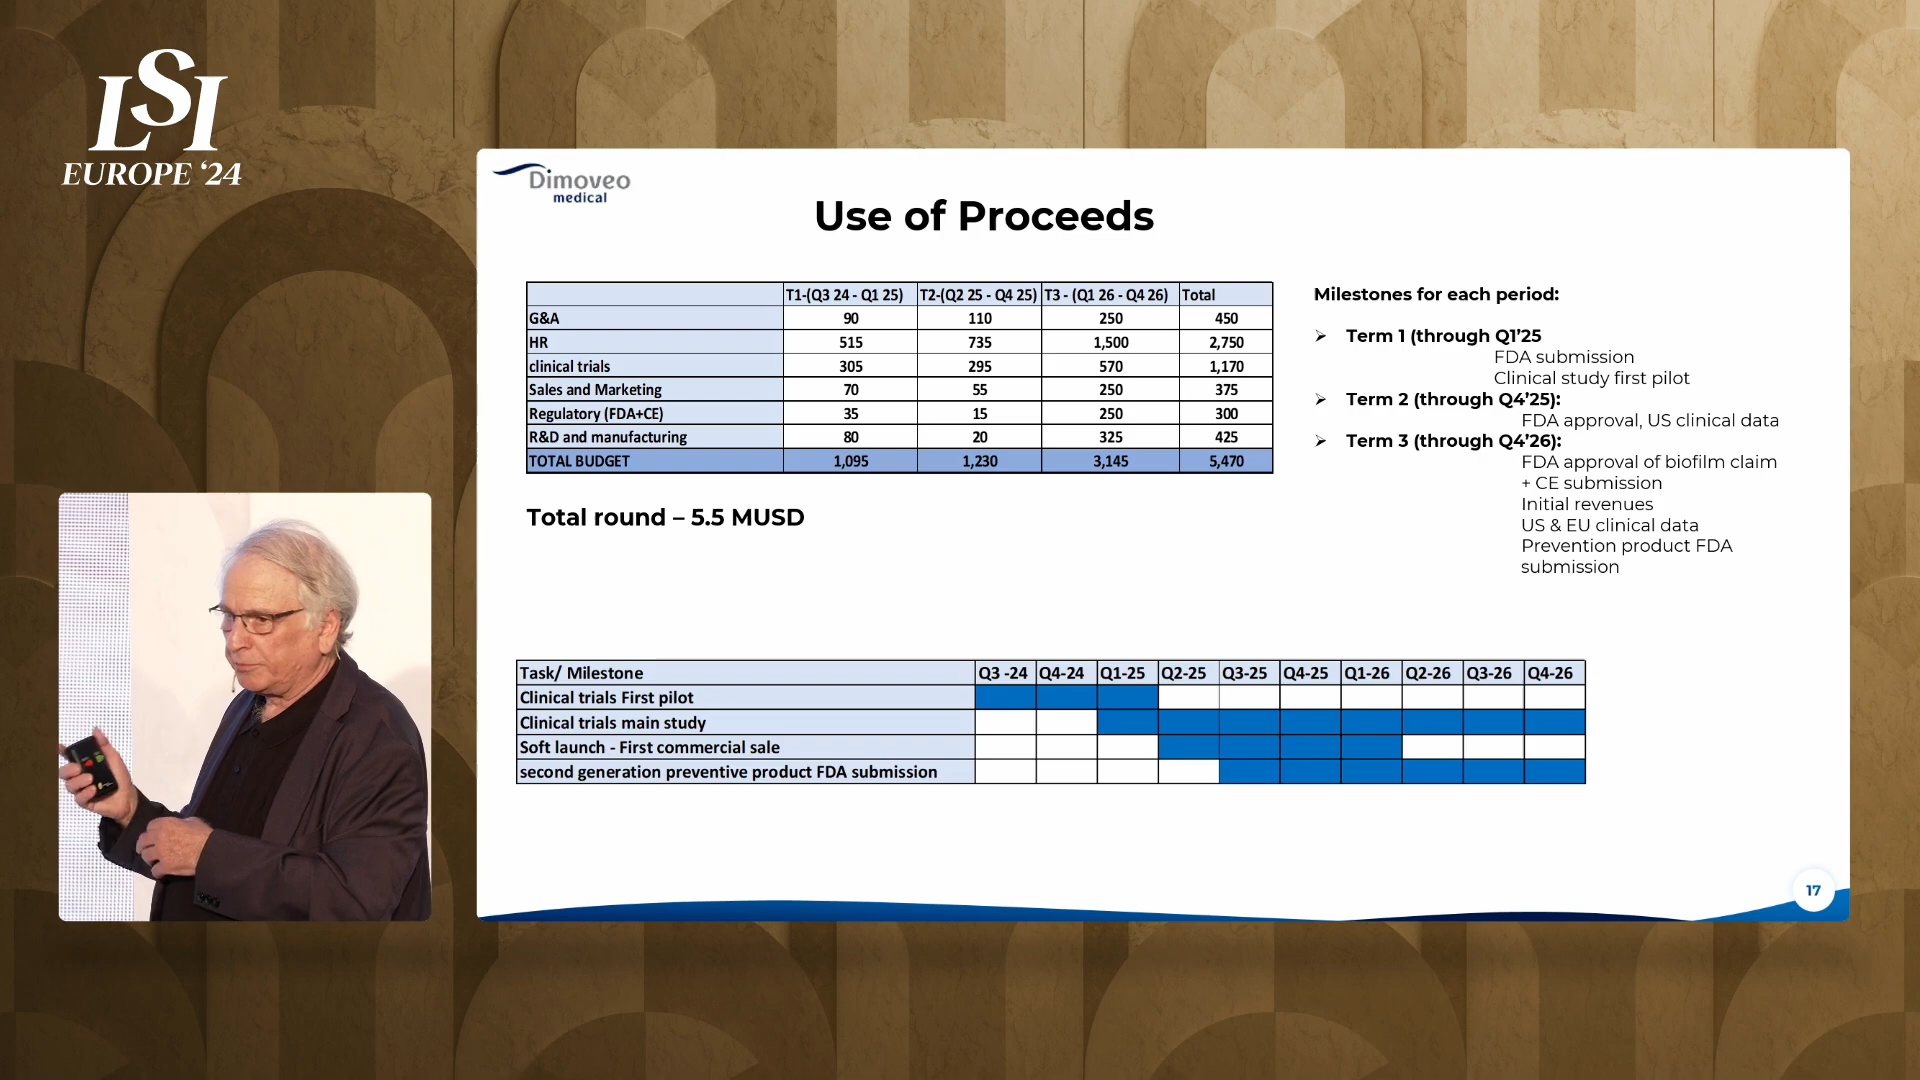 LSI
EUROPE ‘24
Dimoveo
medical
Use of Proceeds
T1-(Q3 24 - Q1 25) T2-(Q2 25 - Q4 25) T3 - (Q1 26 - Q4 26) Total
G&A 90 110 250 450
HR 515 735 1,500 2,750
clinical trials 305 295 570 1,170
Sales and Marketing 70 55 250 375
Regulatory (FDA+CE) 35 15 250 300
R&D and manufacturing 80 20 325 425
TOTAL BUDGET 1,095 1,230 3,145 5,470
Total round – 5.5 MUSD
Milestones for each period:
➢ Term 1 (through Q1’25
FDA submission
Clinical study first pilot
➢ Term 2 (through Q4’25):
FDA approval, US clinical data
➢ Term 3 (through Q4’26):
FDA approval of biofilm claim
+ CE submission
Initial revenues
US & EU clinical data
Prevention product FDA
submission
Task/ Milestone Q3 -24 Q4-24 Q1-25 Q2-25 Q3-25 Q4-25 Q1-26 Q2-26 Q3-26 Q4-26
Clinical trials First pilot
Clinical trials main study
Soft launch - First commercial sale
second generation preventive product FDA submission
17